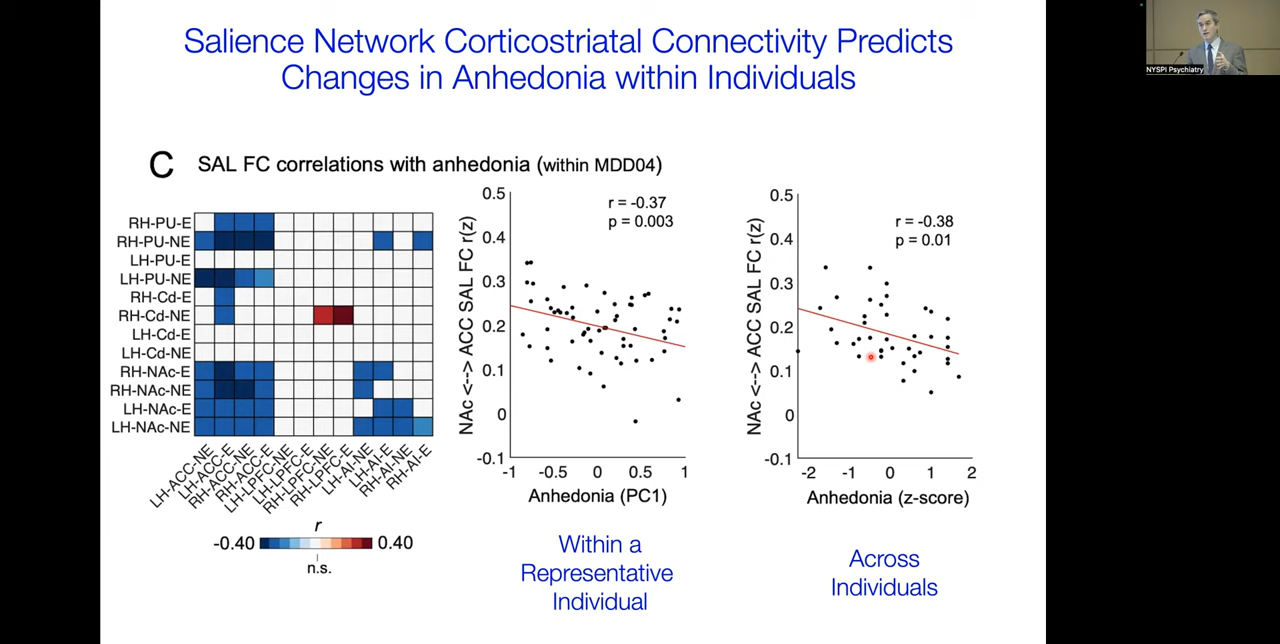 Salience Network Corticostriatal Connectivity Predicts
Changes in Anhedonia within Individuals
NYSPI Psychiatry
C SAL FC correlations with anhedonia (within MDD04)
RH-PU-E
RH-PU-NE
LH-PU-E
LH-PU-NE
RH-Cd-E
RH-Cd-NE
LH-Cd-E
LH-Cd-NE
RH-NAc-E
RH-NAc-NE
LH-NAc-E
LH-NAc-NE
LH-ACC-NE
LH-ACC-E
RH-ACC-NE
RH-ACC-E
LH-LPFC-NE
LH-LPFC-E
RH-LPFC-NE
RH-LPFC-E
LH-AI-NE
LH-AI-E
RH-AI-NE
RH-AI-E
r
-0.40 0.40
n.s.
NAc <--> ACC SAL FC r(z)
0.5
0.4
0.3
0.2
0.1
0
-0.1
r = -0.37
p = 0.003
-1 -0.5 0 0.5 1
Anhedonia (PC1)
Within a
Representative
Individual
NAc <--> ACC SAL FC r(z)
0.5
0.4
0.3
0.2
0.1
0
-0.1
r = -0.38
p = 0.01
-2 -1 0 1 2
Anhedonia (z-score)
Across
Individuals